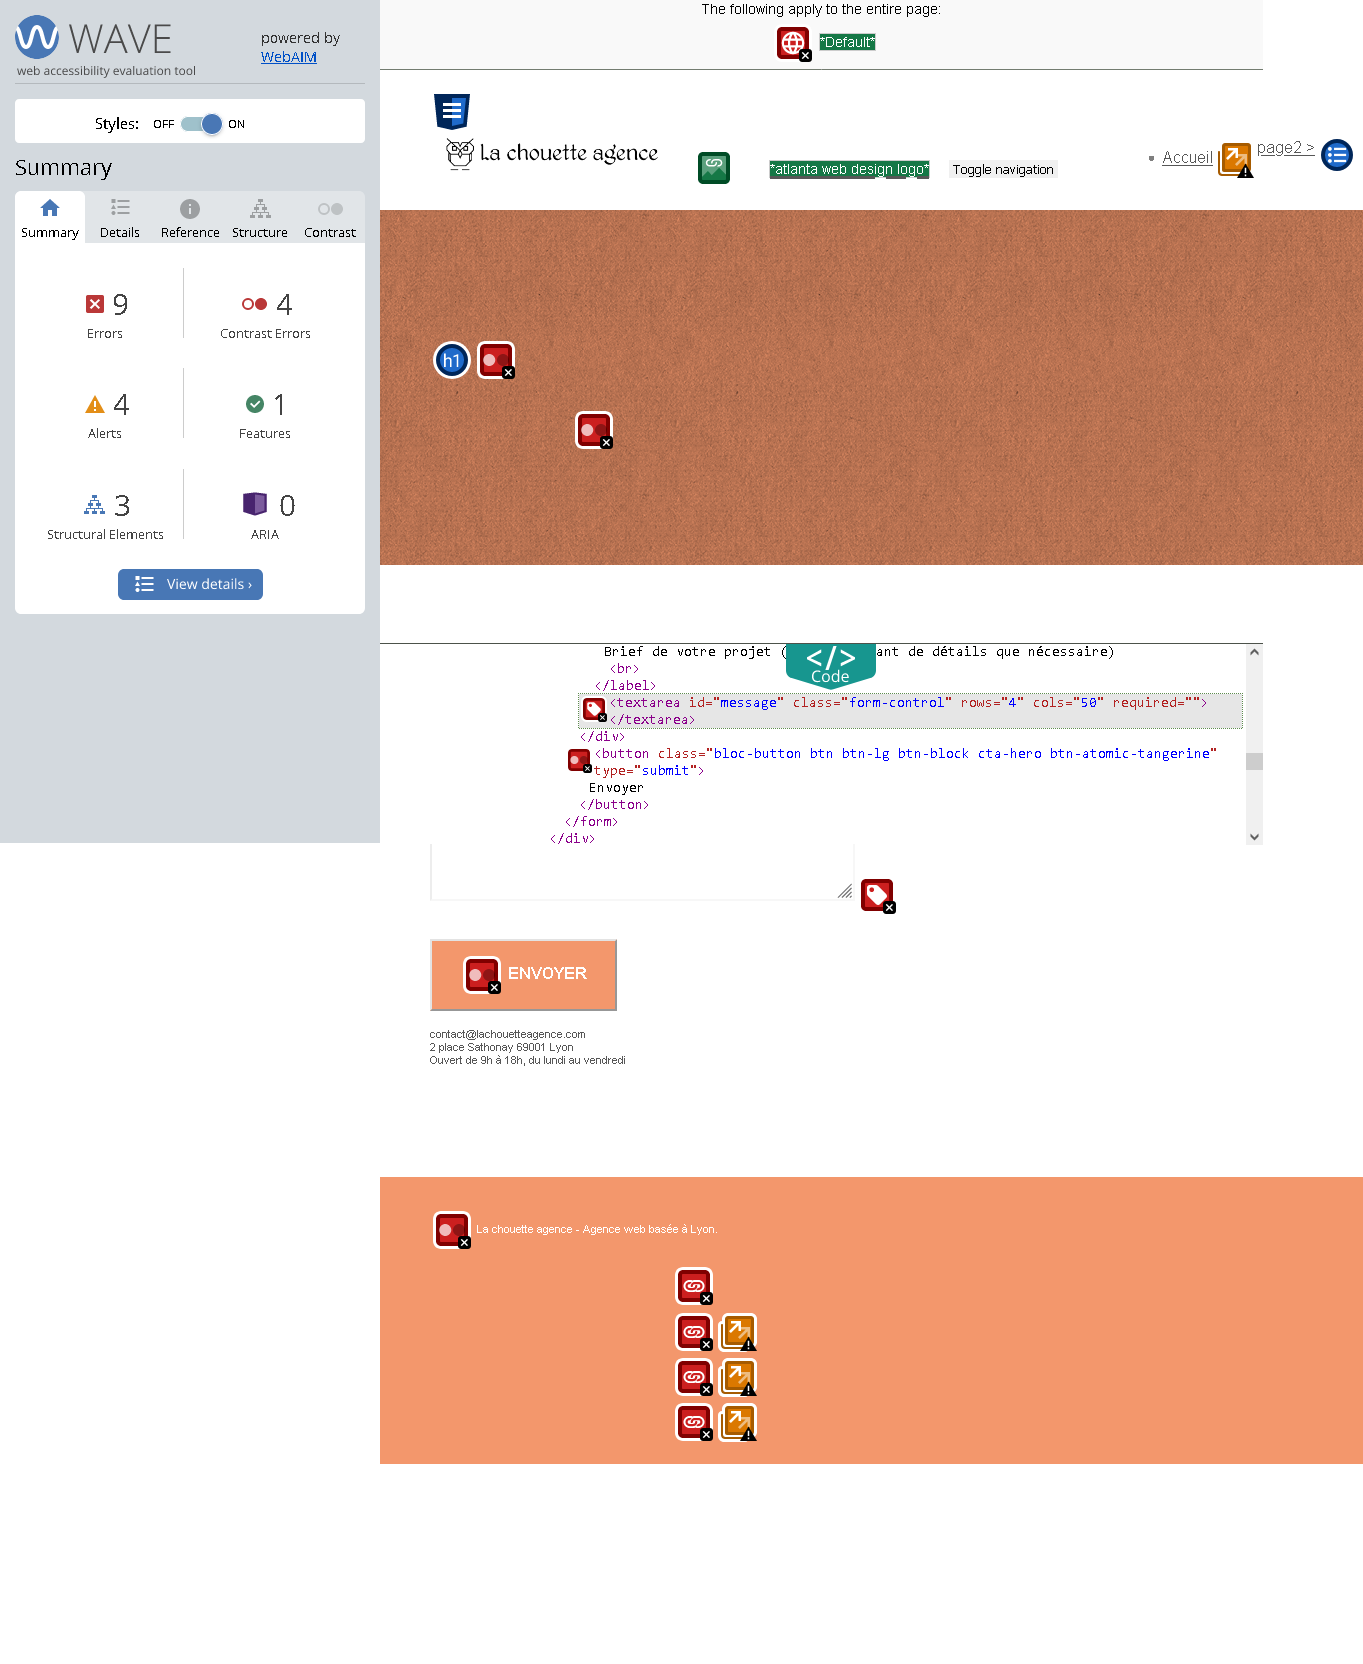 WAVE
web accessibility evaluation tool
powered by
WebAIM
Styles: OFF ON
Summary
Summary Details Reference Structure Contrast
9
Errors
4
Contrast Errors
4
Alerts
1
Features
3
Structural Elements
0
ARIA
View details ›
The following apply to the entire page:
*Default*
La chouette agence
*atlanta web design logo*
Toggle navigation
Accueil
page2 >
h1
Brief de votre projet ( ant de détails que nécessaire)
</>
Code
<br>
</label>
<textarea id="message" class="form-control" rows="4" cols="50" required="">
</textarea>
</div>
<button class="bloc-button btn btn-lg btn-block cta-hero btn-atomic-tangerine"
type="submit">
Envoyer
</button>
</form>
</div>
ENVOYER
contact@lachouetteagence.com
2 place Sathonay 69001 Lyon
Ouvert de 9h à 18h, du lundi au vendredi
La chouette agence - Agence web basée à Lyon.